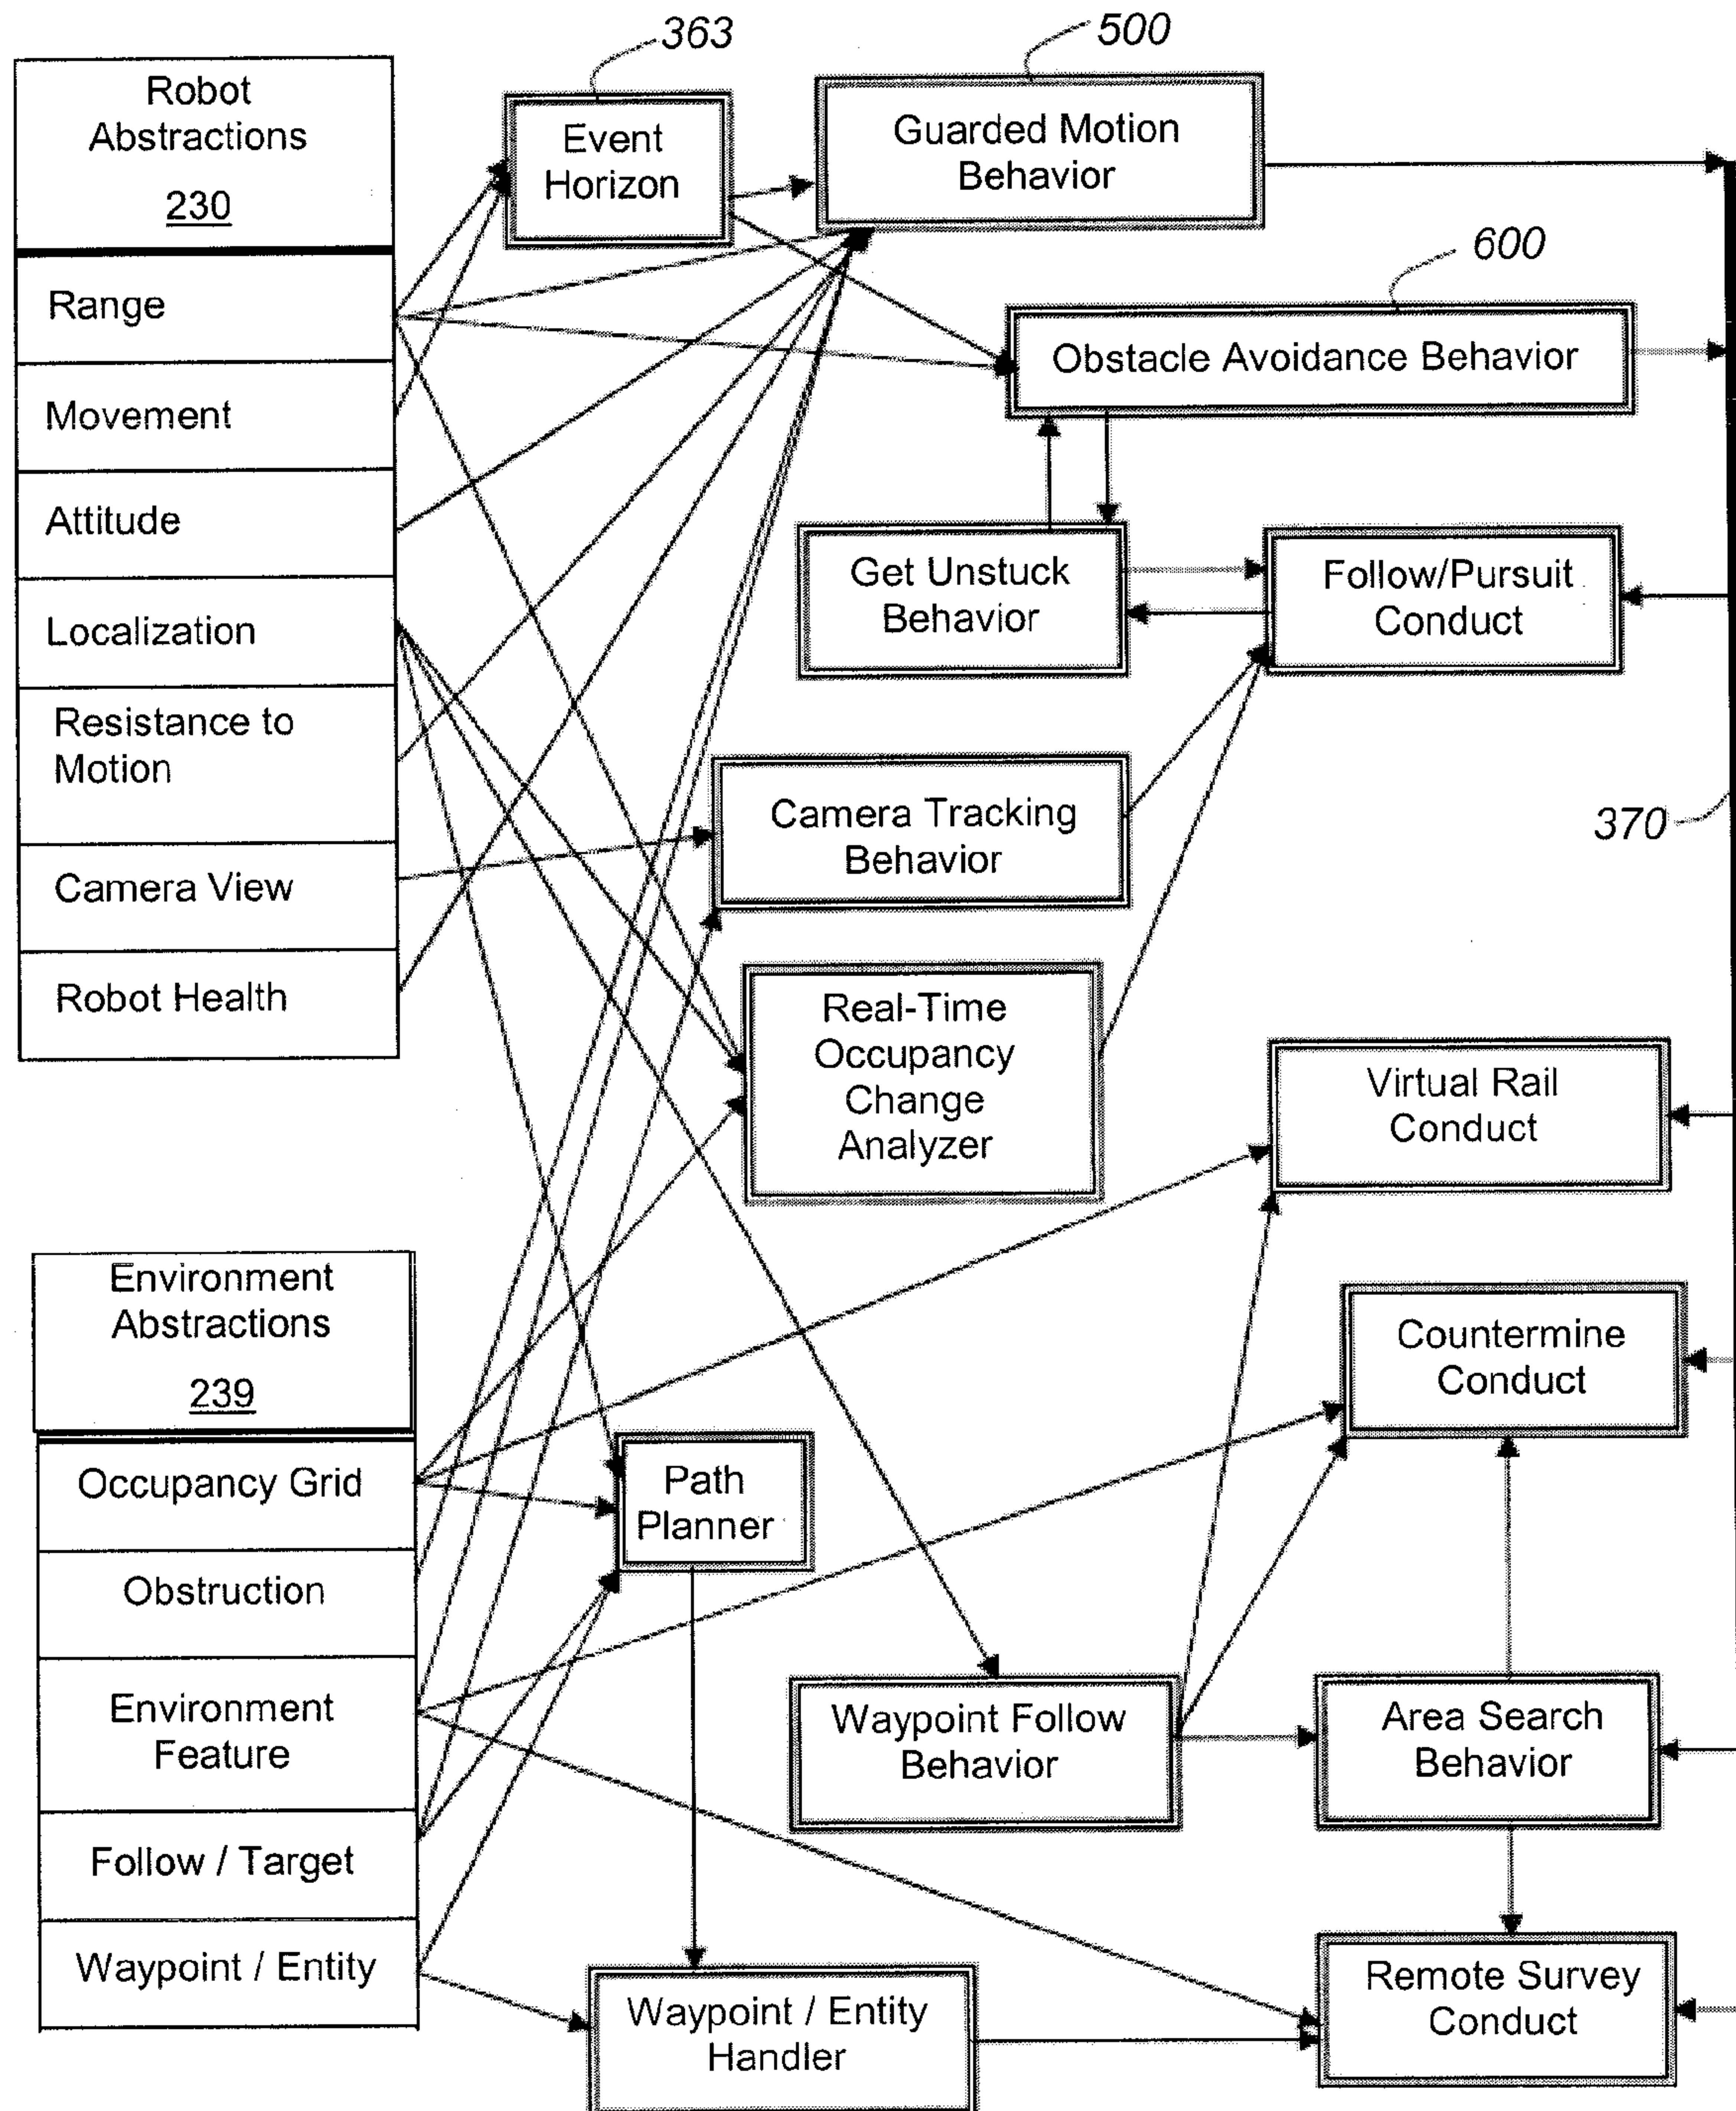 363
500
Robot
Abstractions
230
Event
Horizon
Guarded Motion
Behavior
600
Range
Obstacle Avoidance Behavior
Movement
Attitude
Get Unstuck
Behavior
Follow/Pursuit
Conduct
Localization
Resistance to
Motion
Camera Tracking
Behavior
370
Camera View
Robot Health
Real-Time
Occupancy
Change
Analyzer
Virtual Rail
Conduct
Environment
Abstractions
239
Countermine
Conduct
Occupancy Grid
Path
Planner
Obstruction
Environment
Feature
Waypoint Follow
Behavior
Area Search
Behavior
Follow / Target
Waypoint / Entity
Waypoint / Entity
Handler
Remote Survey
Conduct